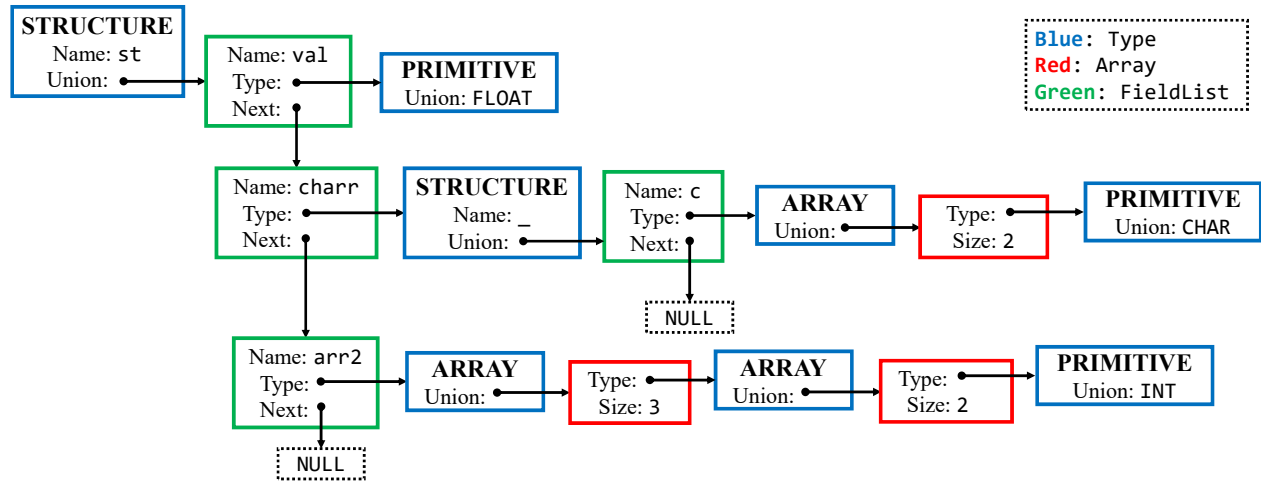 STRUCTURE
Name: st
Union:
Name: val
Type:
Next:
PRIMITIVE
Union: FLOAT
Blue: Type
Red: Array
Green: FieldList
Name: charr
Type:
Next:
STRUCTURE
Name: _
Union:
Name: c
Type:
Next:
ARRAY
Union:
Type:
Size: 2
PRIMITIVE
Union: CHAR
NULL
Name: arr2
Type:
Next:
ARRAY
Union:
Type:
Size: 3
ARRAY
Union:
Type:
Size: 2
PRIMITIVE
Union: INT
NULL